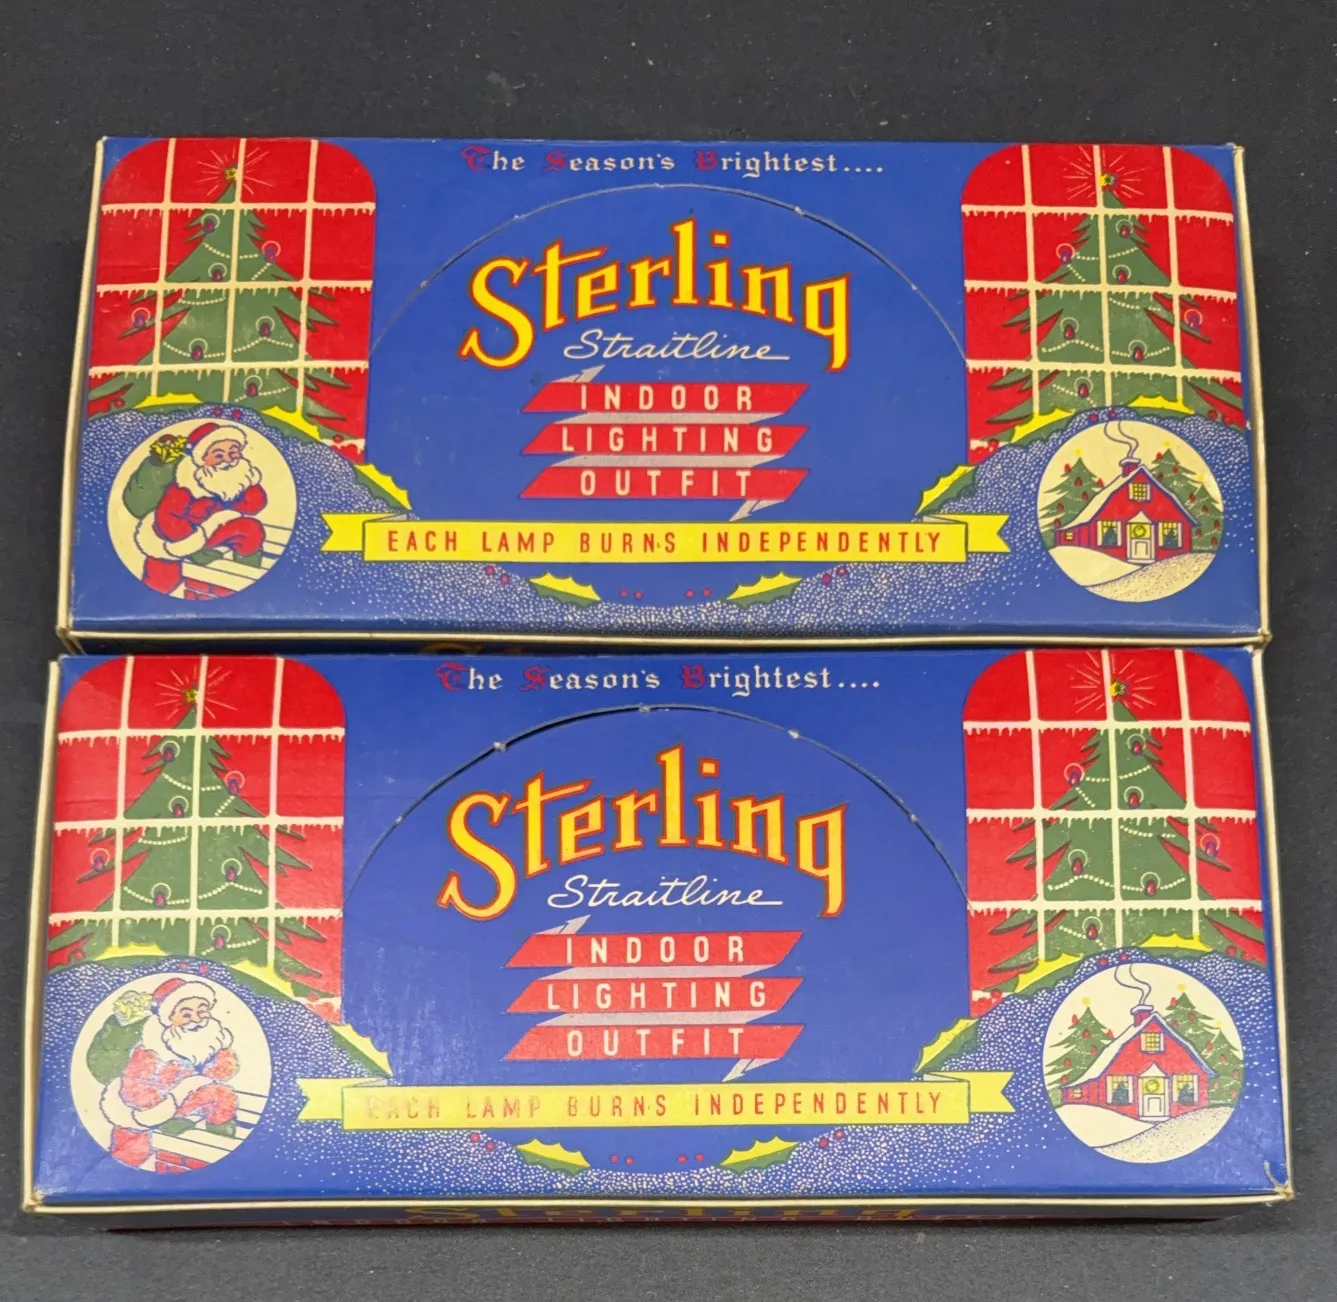 The Season's Brightest....
Sterling
Straitline
INDOOR
LIGHTING
OUTFIT
EACH LAMP BURNS INDEPENDENTLY
The Season's Brightest....
Sterling
Straitline
INDOOR
LIGHTING
OUTFIT
EACH LAMP BURNS INDEPENDENTLY
Sterling